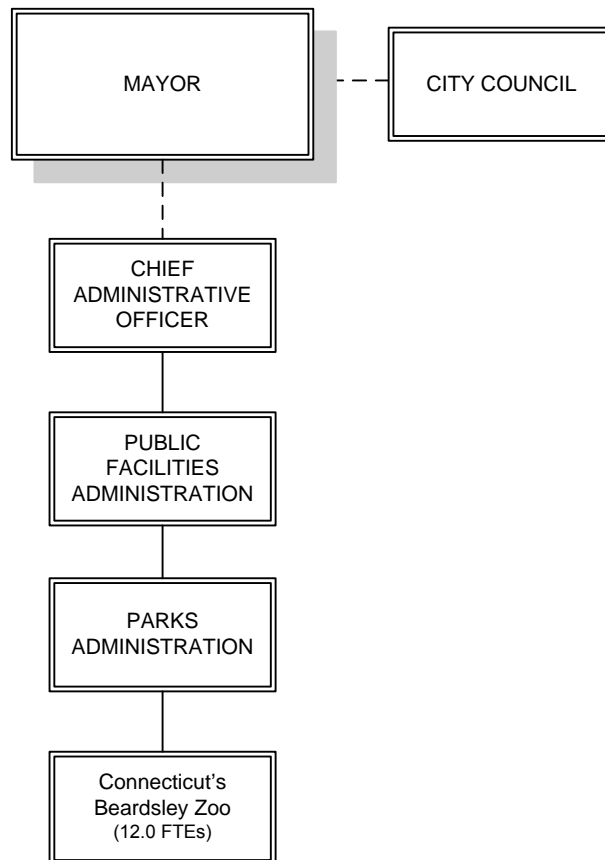 MAYOR
CITY COUNCIL
CHIEF
ADMINISTRATIVE
OFFICER
PUBLIC
FACILITIES
ADMINISTRATION
PARKS
ADMINISTRATION
Connecticut's
Beardsley Zoo
(12.0 FTEs)